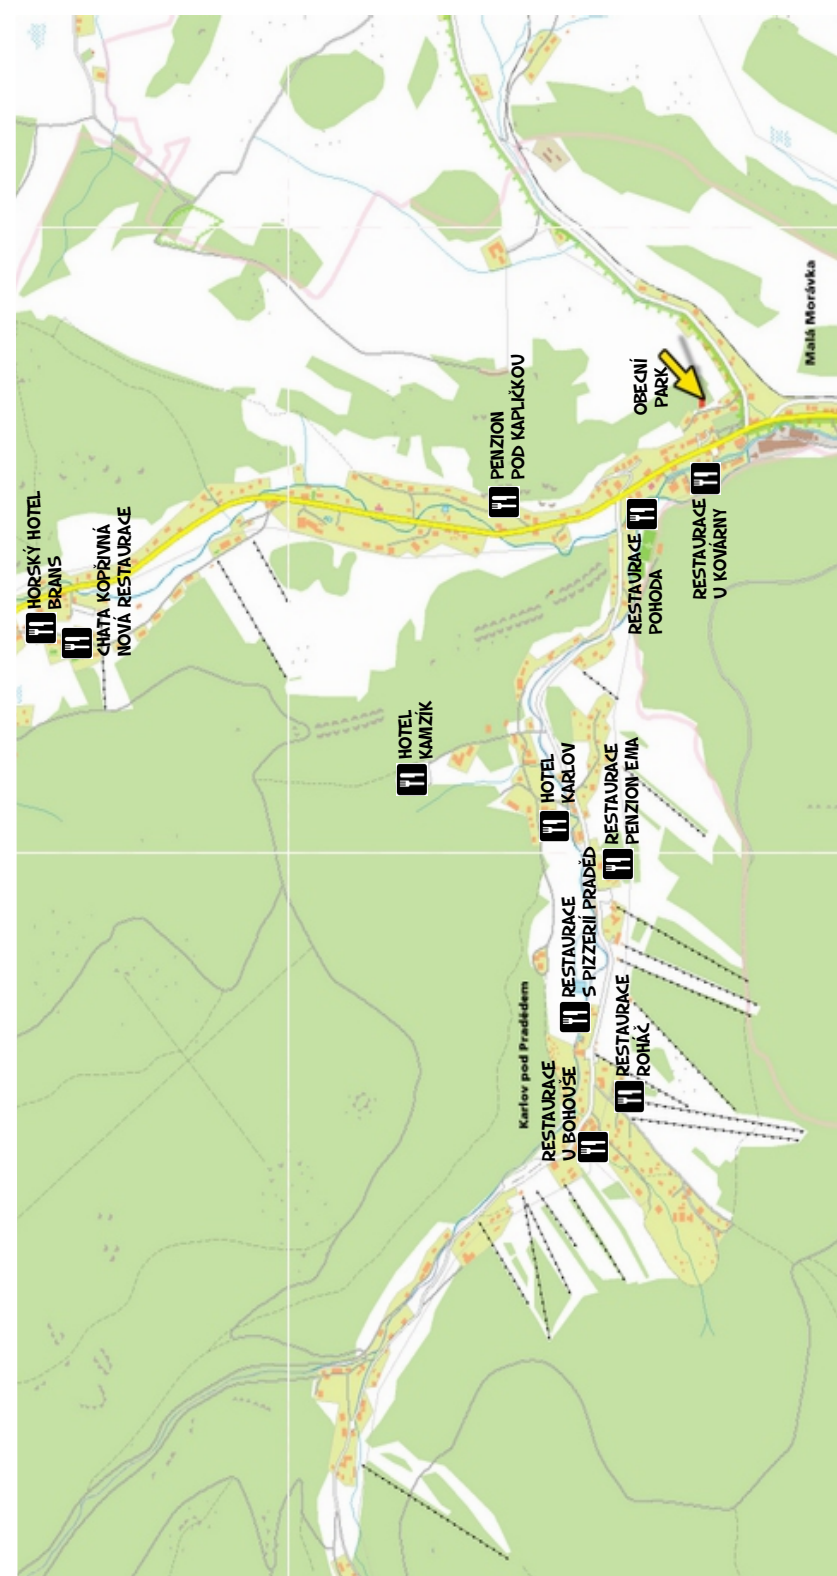 HORSKÝ HOTEL
BRANS
CHATA KOPŘIVNÁ
NOVÁ RESTAURACE
PENZION
POD KAPLIČKOU
OBECNÍ
PARK
Malá Morávka
RESTAURACE
POHODA
RESTAURACE
U KOVÁRNY
HOTEL
KAMZÍK
HOTEL
KARLOV
RESTAURACE
PENZION EMA
RESTAURACE
S PIZZERIÍ PRADĚD
RESTAURACE
ROHÁČ
Karlov pod Pradědem
RESTAURACE
U BOHOUŠE